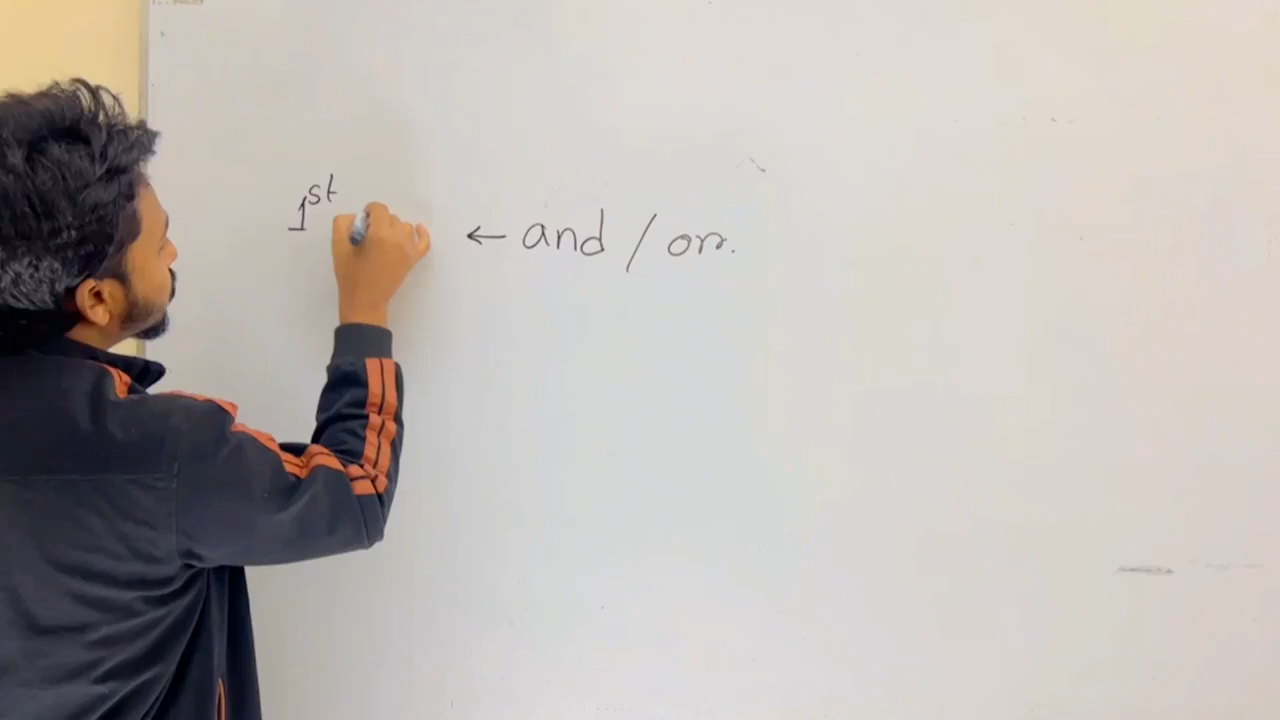 1st ← and / or.